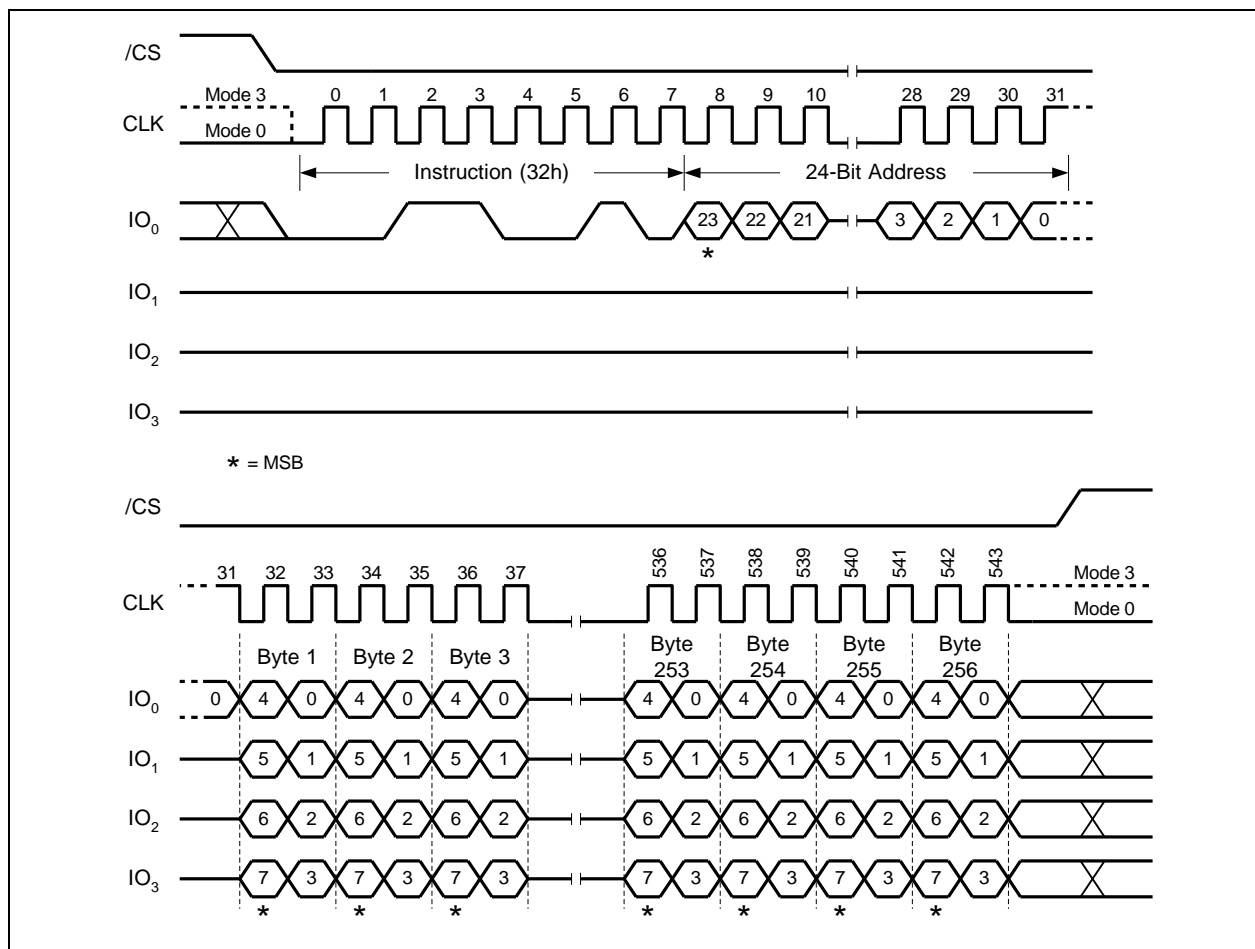 /CS
Mode 3 0 1 2 3 4 5 6 7 8 9 10 28 29 30 31
CLK
Mode 0
Instruction (32h) 24-Bit Address
IO0 23 22 21 3 2 1 0
*
IO1
IO2
IO3
* = MSB
/CS
31 32 33 34 35 36 37 536 537 538 539 540 541 542 543 Mode 3
CLK
Mode 0
Byte 1 Byte 2 Byte 3 Byte 253 Byte 254 Byte 255 Byte 256
IO0 0 4 0 4 0 4 0 4 0 4 0 4 0 4 0
IO1 5 1 5 1 5 1 5 1 5 1 5 1 5 1
IO2 6 2 6 2 6 2 6 2 6 2 6 2 6 2
IO3 7 3 7 3 7 3 7 3 7 3 7 3 7 3
* * * * * * *